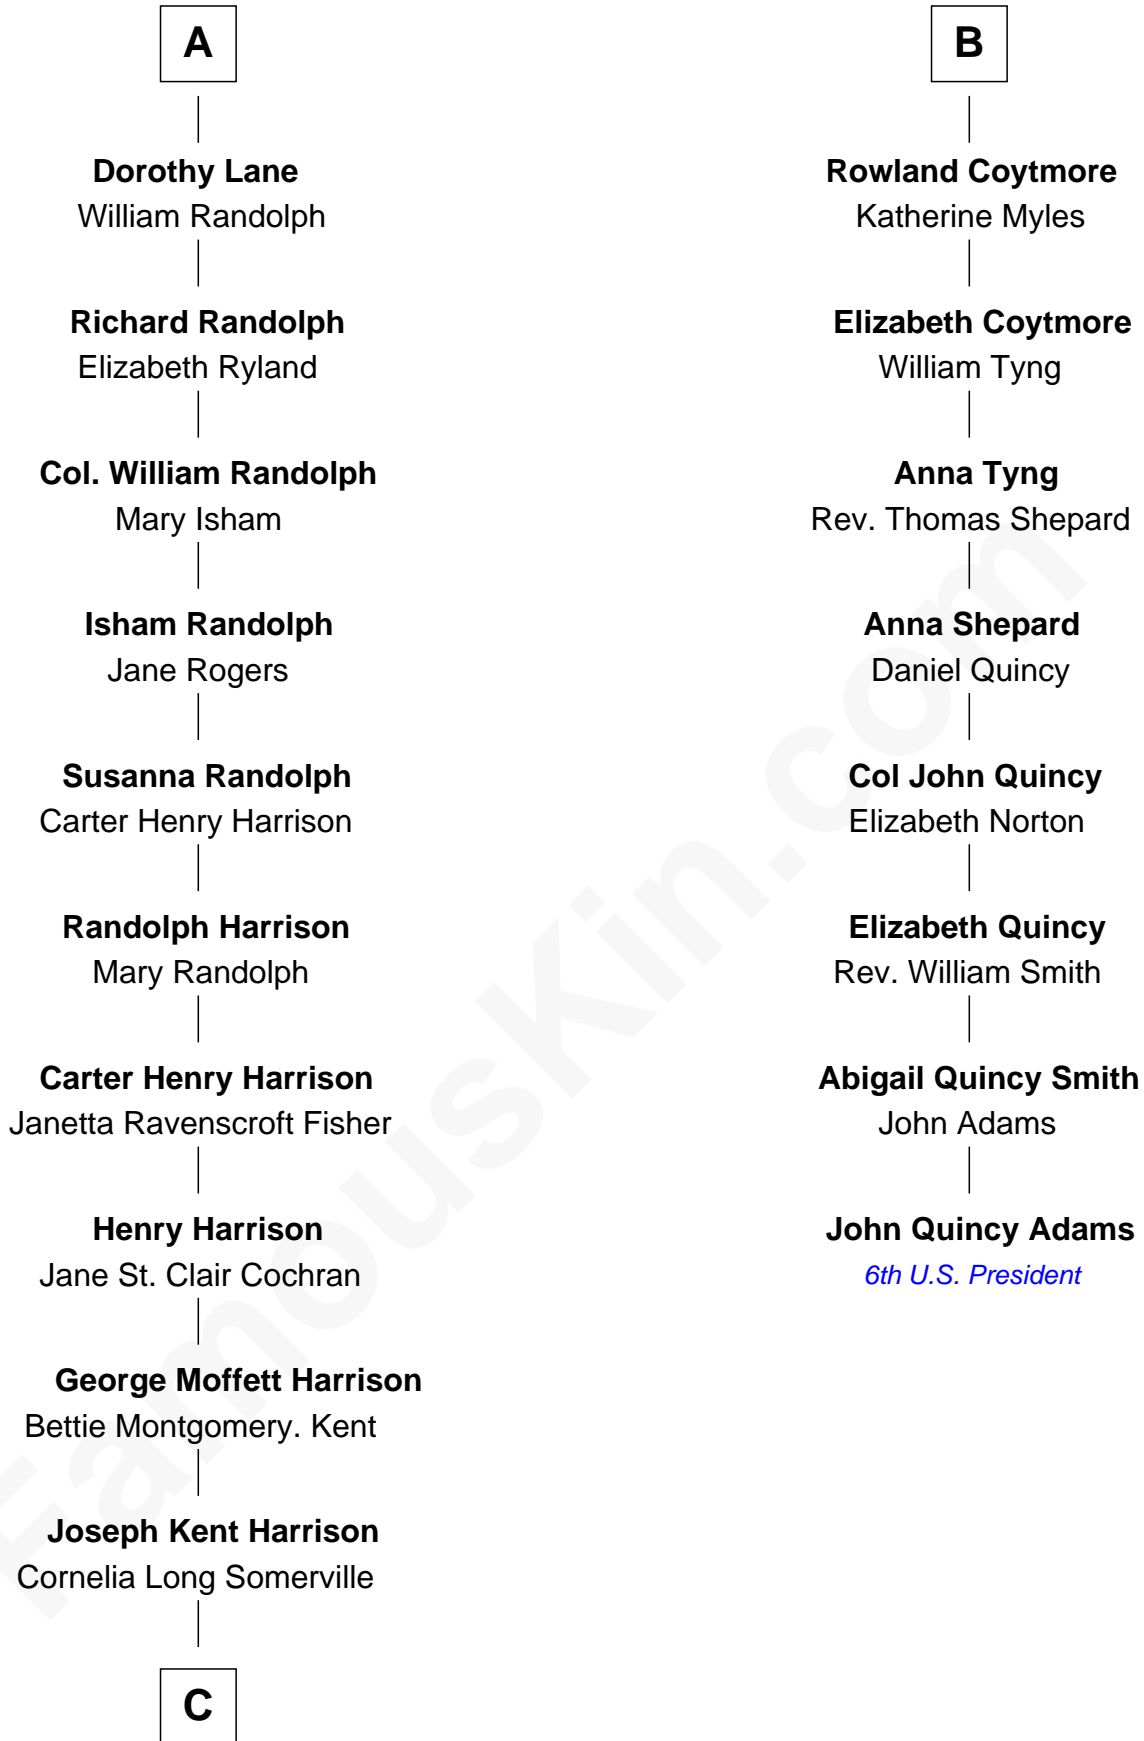 A
Dorothy Lane
William Randolph
Richard Randolph
Elizabeth Ryland
Col. William Randolph
Mary Isham
Isham Randolph
Jane Rogers
Susanna Randolph
Carter Henry Harrison
Randolph Harrison
Mary Randolph
Carter Henry Harrison
Janetta Ravenscroft Fisher
Henry Harrison
Jane St. Clair Cochran
George Moffett Harrison
Bettie Montgomery. Kent
Joseph Kent Harrison
Cornelia Long Somerville
C
B
Rowland Coytmore
Katherine Myles
Elizabeth Coytmore
William Tyng
Anna Tyng
Rev. Thomas Shepard
Anna Shepard
Daniel Quincy
Col John Quincy
Elizabeth Norton
Elizabeth Quincy
Rev. William Smith
Abigail Quincy Smith
John Adams
John Quincy Adams
6th U.S. President
FamousKin.com